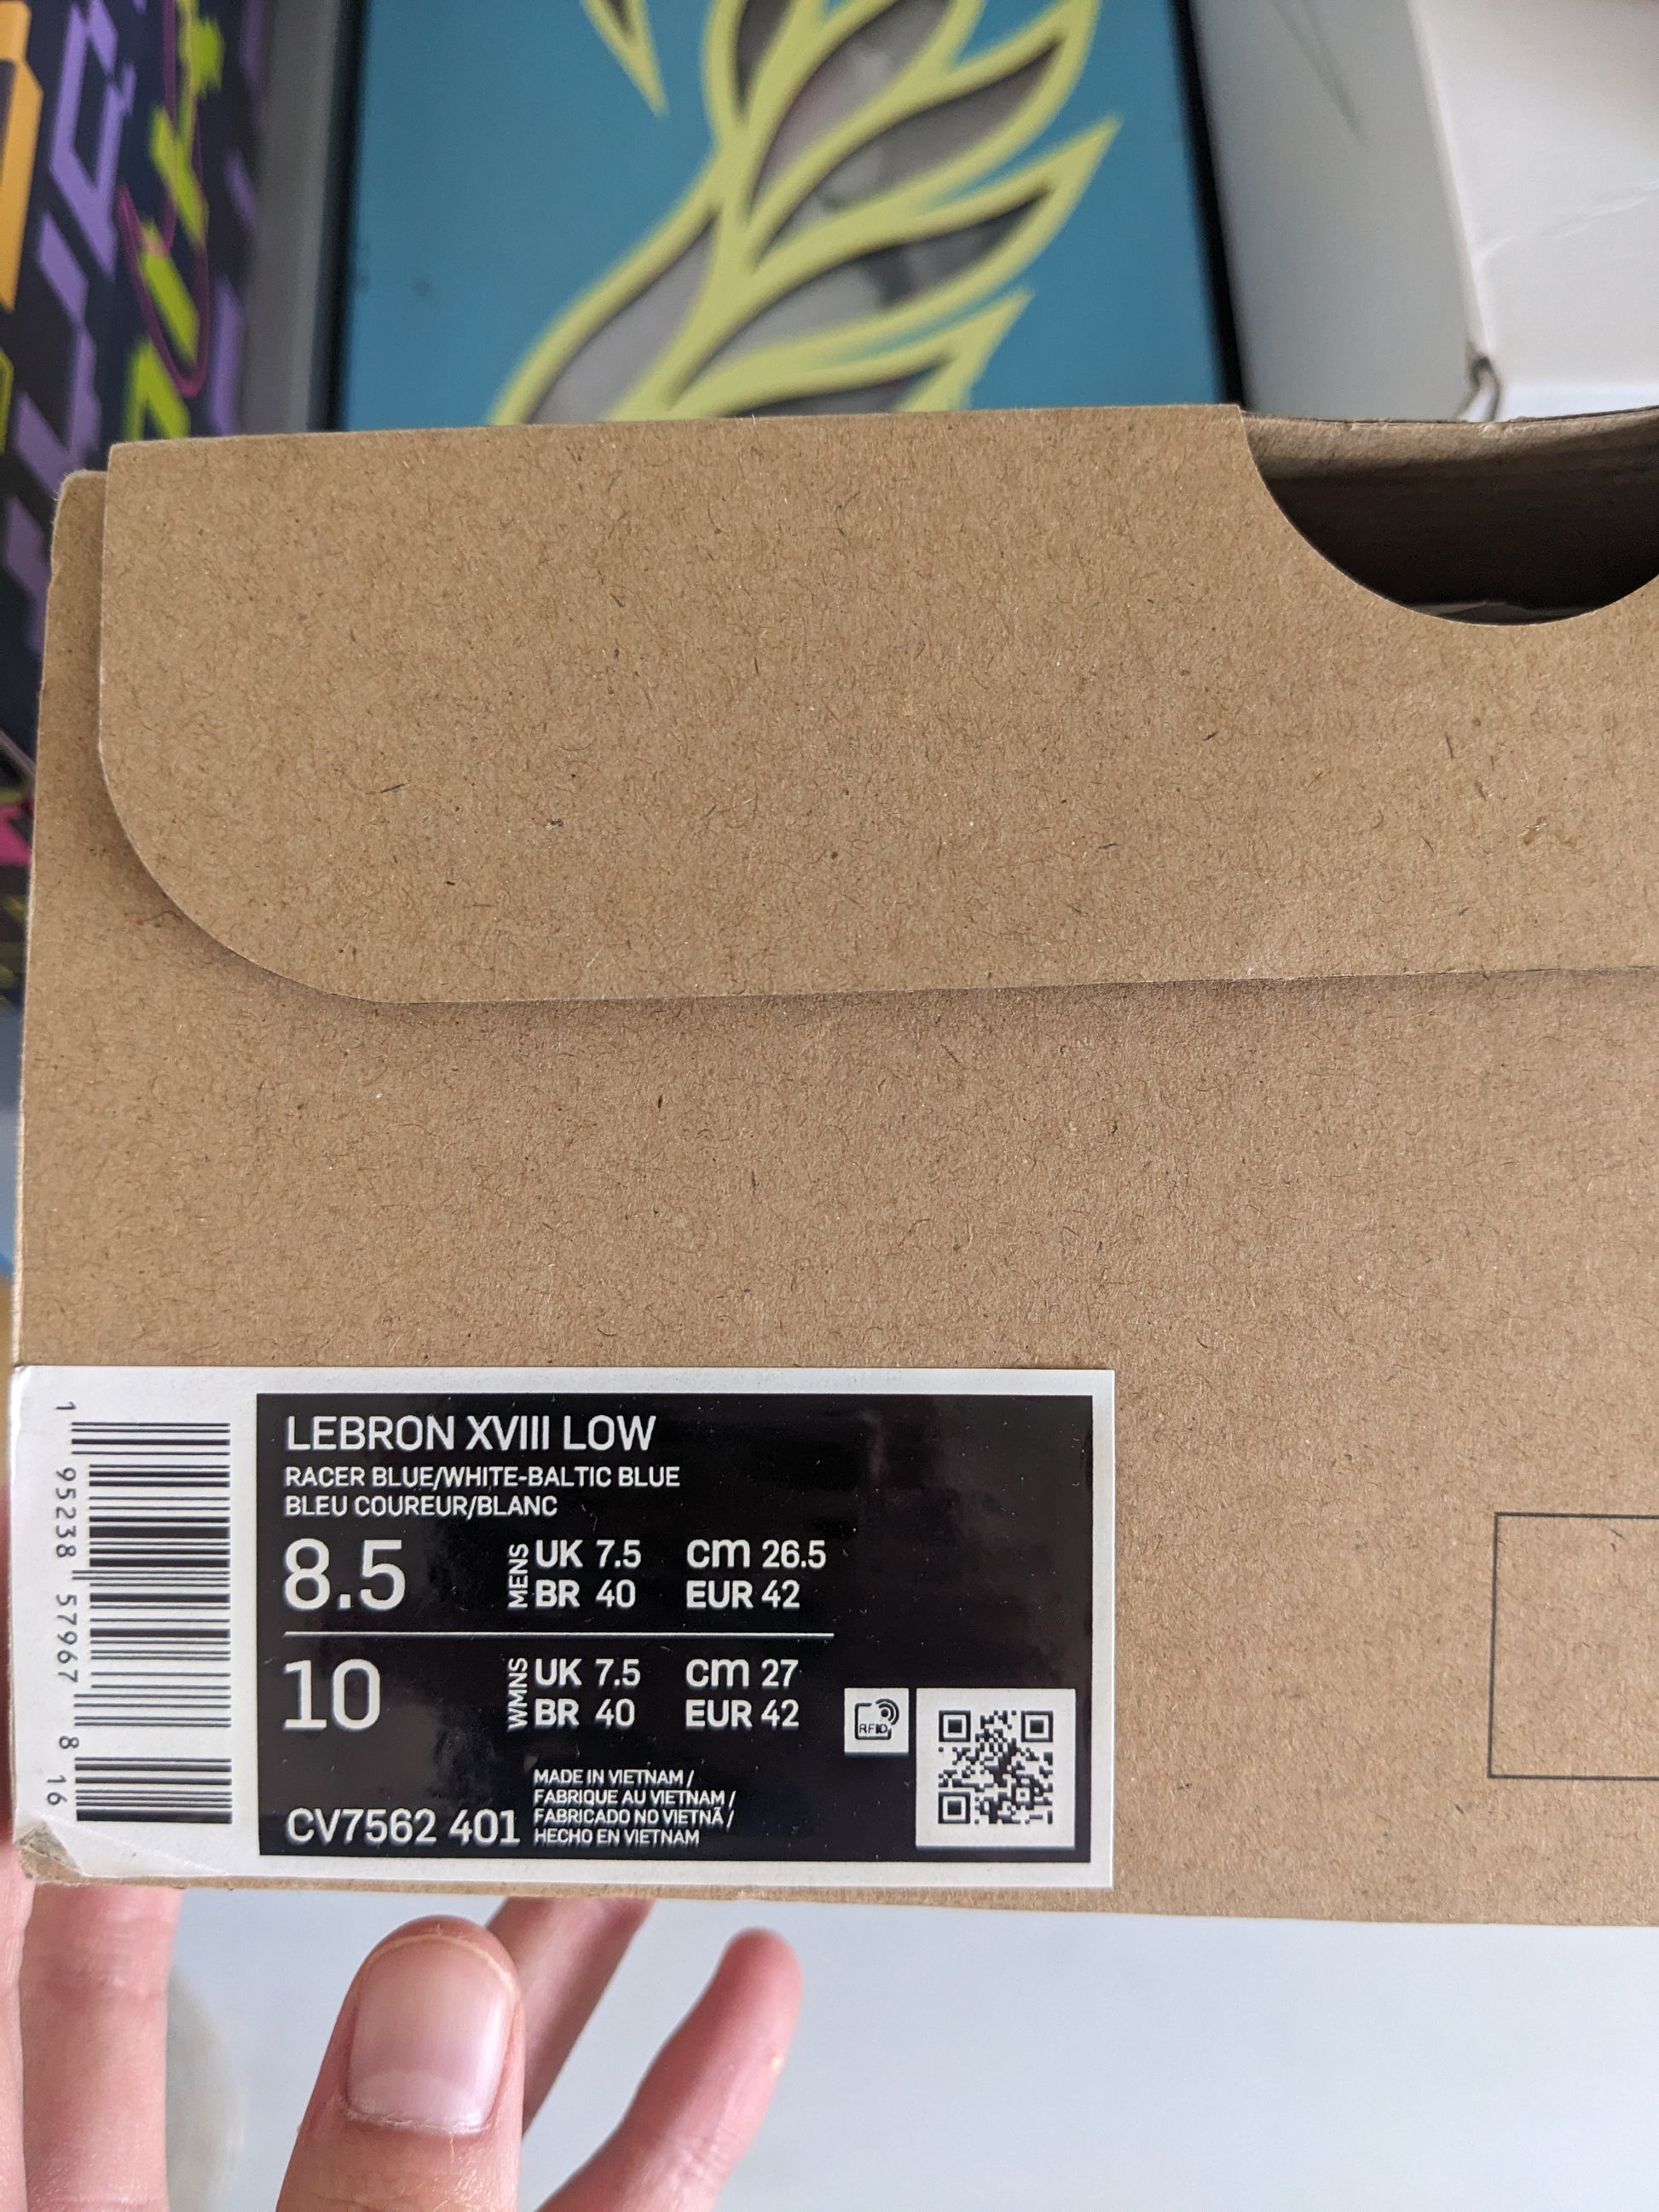 LEBRON XVIII LOW
RACER BLUE/WHITE-BALTIC BLUE
BLEU COUREUR/BLANC
8.5 MENS UK 7.5 cm 26.5
BR 40 EUR 42
10 WMNS UK 7.5 cm 27
BR 40 EUR 42
RFID
CV7562 401
MADE IN VIETNAM /
FABRIQUE AU VIETNAM /
FABRICADO NO VIETNÃ /
HECHO EN VIETNAM
1 95238 57967 8 16